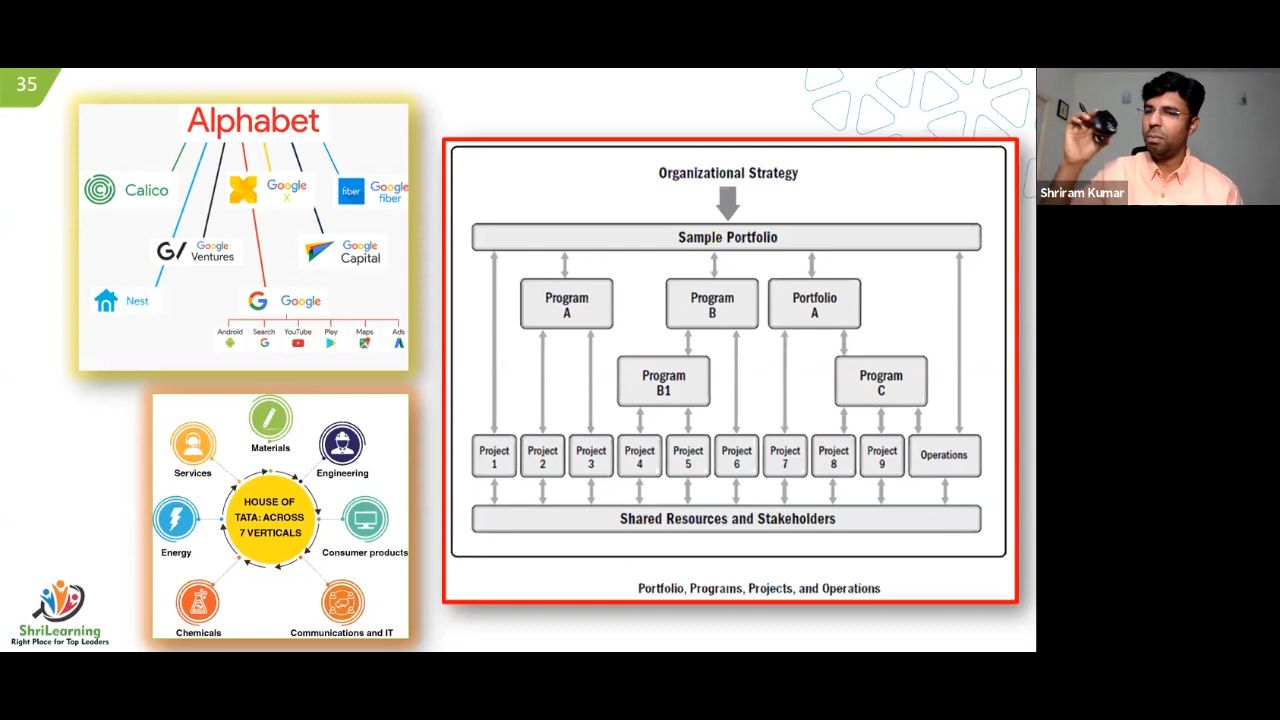 35
Alphabet
Calico
Google
X
fiber
Google
fiber
G/
Google
Ventures
Google
Capital
Nest
G
Google
Android
Search
YouTube
Play
Maps
Ads
G
HOUSE OF
TATA: ACROSS
7 VERTICALS
Materials
Services
Engineering
Energy
Consumer products
Chemicals
Communications and IT
ShriLearning
Right Place for Top Leaders
Organizational Strategy
Sample Portfolio
Program
A
Program
B
Portfolio
A
Program
B1
Program
C
Project
1
Project
2
Project
3
Project
4
Project
5
Project
6
Project
7
Project
8
Project
9
Operations
Shared Resources and Stakeholders
Portfolio, Programs, Projects, and Operations
Shriram Kumar